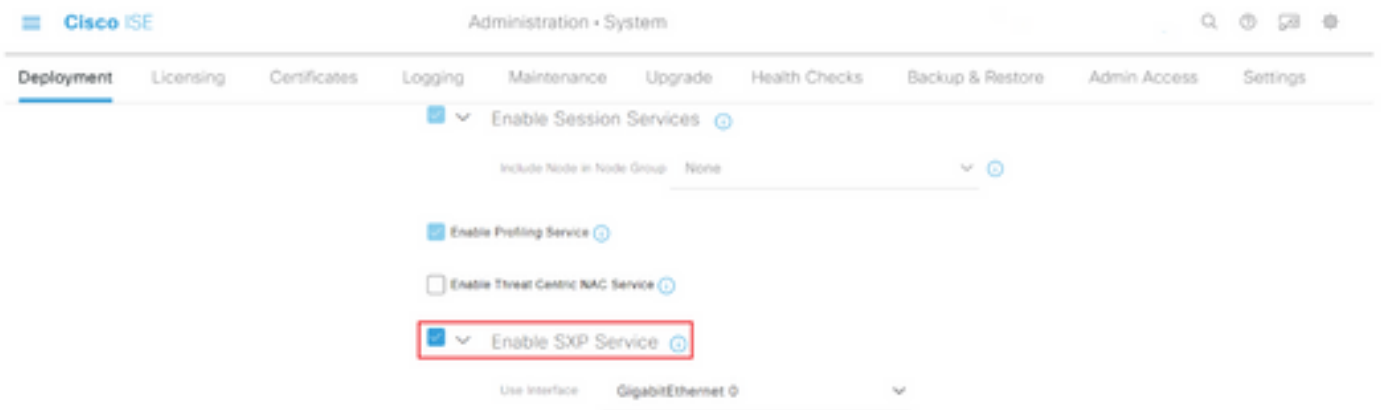 Cisco ISE Administration • System
Deployment Licensing Certificates Logging Maintenance Upgrade Health Checks Backup & Restore Admin Access Settings
Enable Session Services
Include Node in Node Group None
Enable Profiling Service
Enable Threat Centric NAC Service
Enable SXP Service
Use Interface GigabitEthernet 0